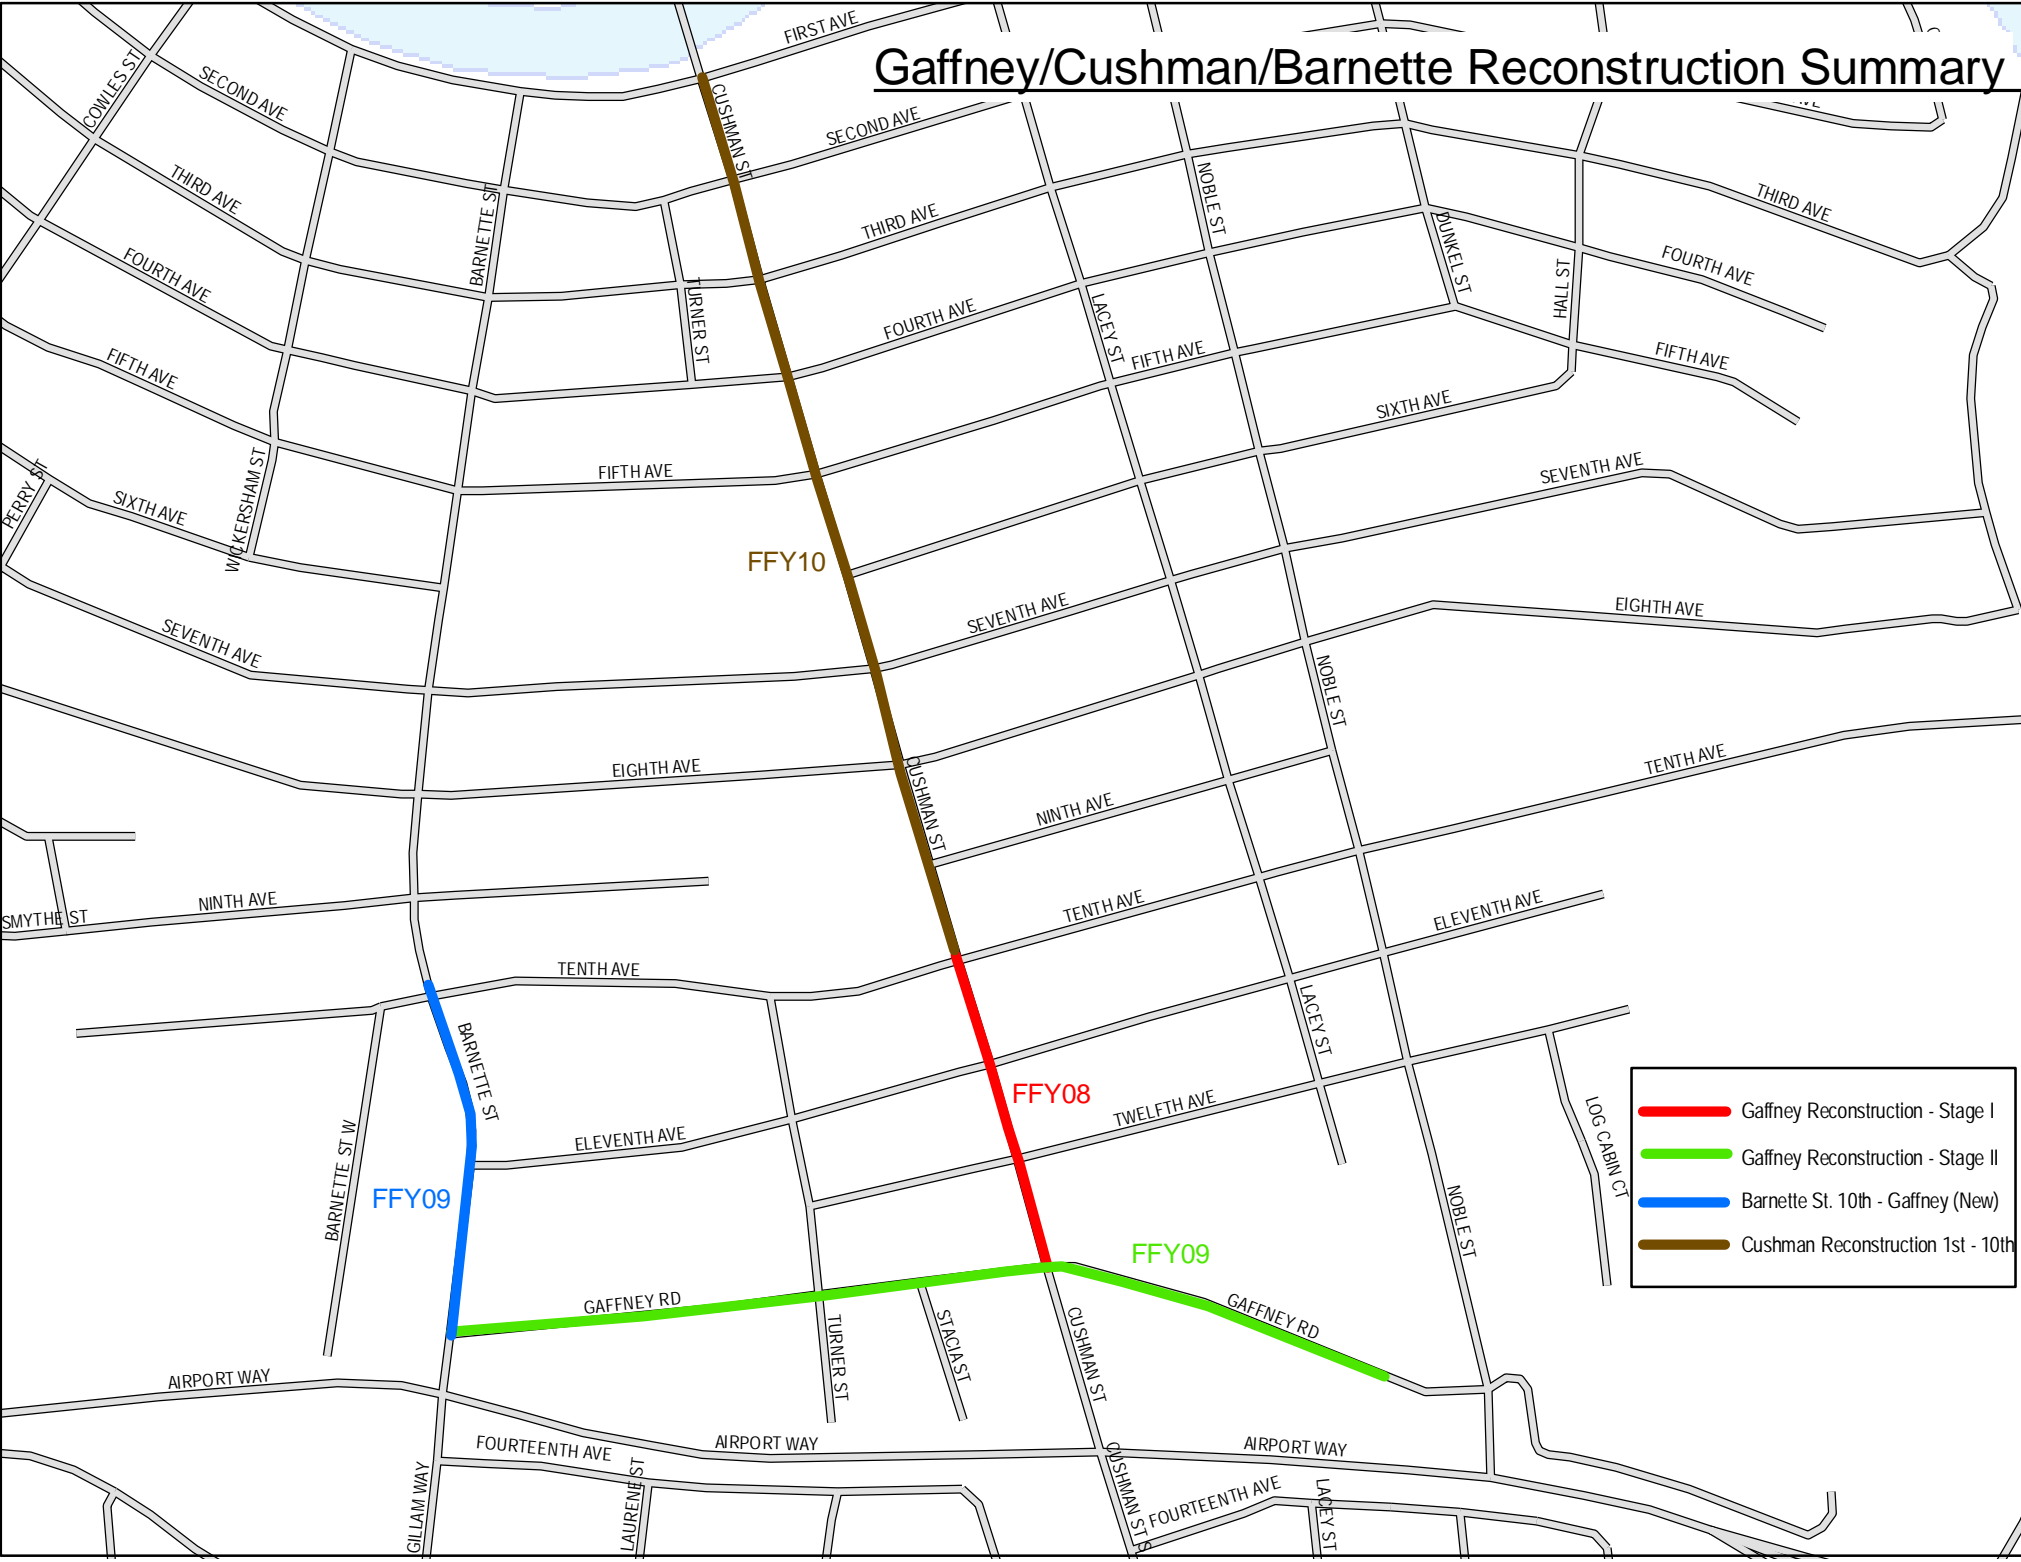 FIRST AVE
Gaffney/Cushman/Barnette Reconstruction Summary
COWLES ST
SECOND AVE
CUSHMAN ST
SECOND AVE
THIRD AVE
BARNETTE ST
NOBLE ST
THIRD AVE
THIRD AVE
FOURTH AVE
TURNER ST
DUNKEL ST
HALL ST
FOURTH AVE
FOURTH AVE
LACEY ST
FIFTH AVE
FIFTH AVE
FIFTH AVE
SIXTH AVE
FIFTH AVE
PERRY ST
SIXTH AVE
WICKERSHAM ST
SEVENTH AVE
FFY10
SEVENTH AVE
SEVENTH AVE
EIGHTH AVE
NOBLE ST
EIGHTH AVE
CUSHMAN ST
TENTH AVE
NINTH AVE
NINTH AVE
SMYTHE ST
TENTH AVE
ELEVENTH AVE
TENTH AVE
LACEY ST
BARNETTE ST
FFY08
TWELFTH AVE
ELEVENTH AVE
BARNETTE ST W
FFY09
LOG CABIN CT
Gaffney Reconstruction - Stage I
Gaffney Reconstruction - Stage II
Barnette St. 10th - Gaffney (New)
Cushman Reconstruction 1st - 10th
NOBLE ST
FFY09
GAFFNEY RD
GAFFNEY RD
TURNER ST
STACIA ST
CUSHMAN ST
AIRPORT WAY
AIRPORT WAY
AIRPORT WAY
FOURTEENTH AVE
GILLAM WAY
LAURENE ST
CUSHMAN ST S
FOURTEENTH AVE
LACEY ST